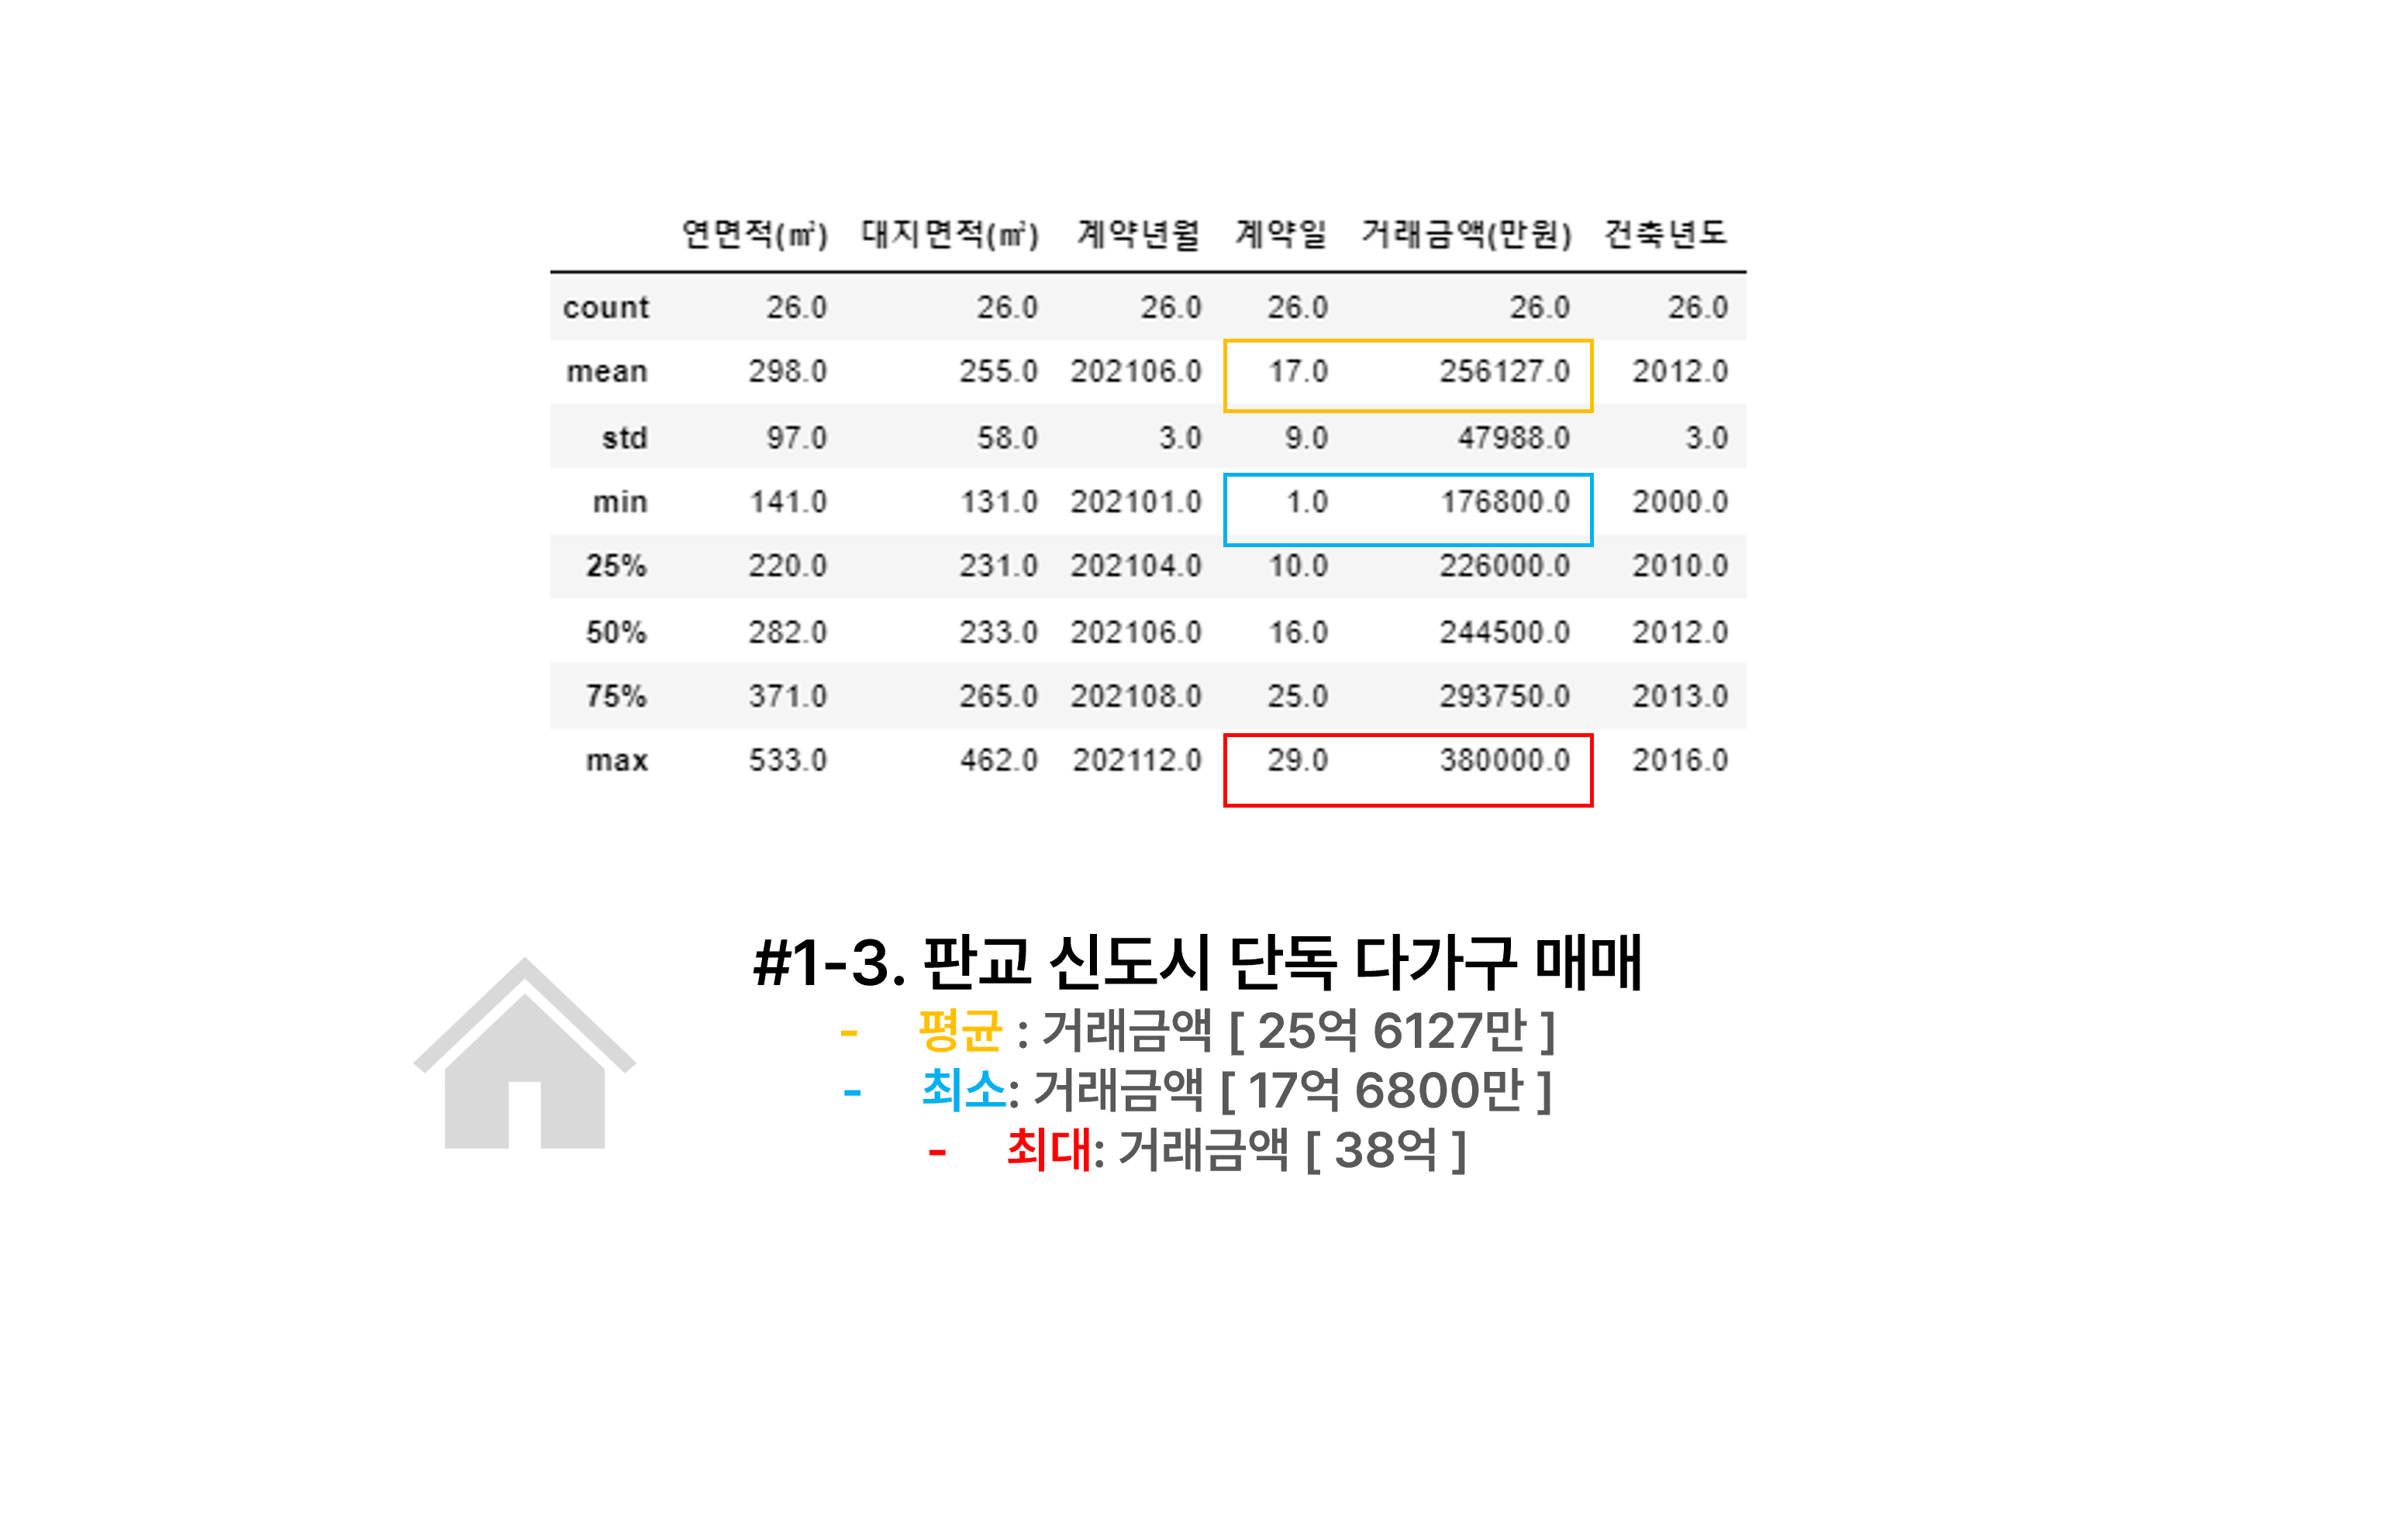 연면적(㎡) 대지면적(㎡) 계약년월 계약일 거래금액(만원) 건축년도
count 26.0 26.0 26.0 26.0 26.0 26.0
mean 298.0 255.0 202106.0 17.0 256127.0 2012.0
std 97.0 58.0 3.0 9.0 47988.0 3.0
min 141.0 131.0 202101.0 1.0 176800.0 2000.0
25% 220.0 231.0 202104.0 10.0 226000.0 2010.0
50% 282.0 233.0 202106.0 16.0 244500.0 2012.0
75% 371.0 265.0 202108.0 25.0 293750.0 2013.0
max 533.0 462.0 202112.0 29.0 380000.0 2016.0
#1-3. 판교 신도시 단독 다가구 매매
- 평균 : 거래금액 [ 25억 6127만 ]
- 최소: 거래금액 [ 17억 6800만 ]
- 최대: 거래금액 [ 38억 ]